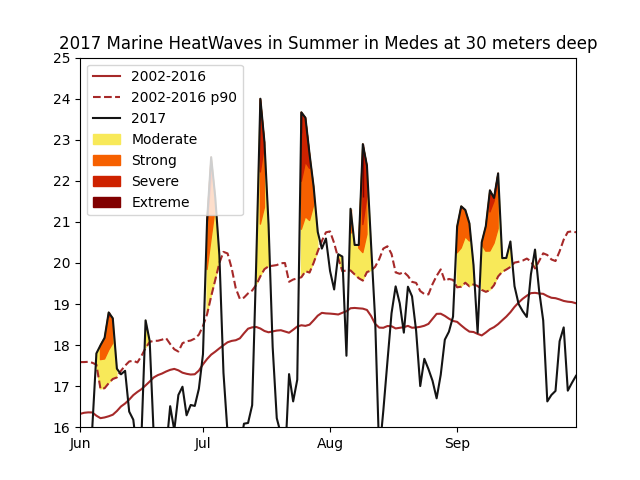 2017 Marine HeatWaves in Summer in Medes at 30 meters deep
25
24
23
22
21
20
19
18
17
16
2002-2016
2002-2016 p90
2017
Moderate
Strong
Severe
Extreme
Jun
Jul
Aug
Sep